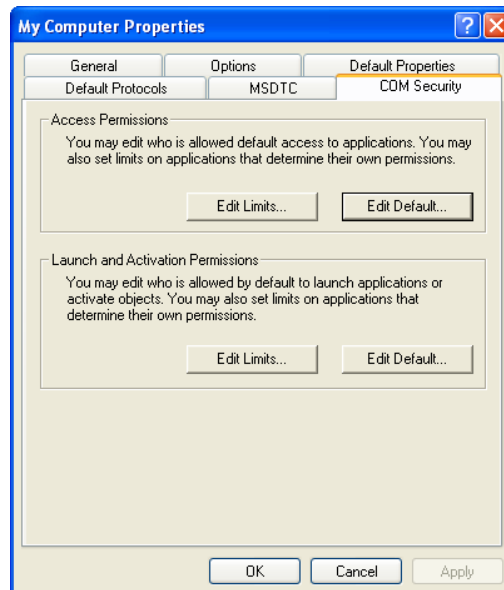 My Computer Properties
General Options Default Properties
Default Protocols MSDTC COM Security
Access Permissions
You may edit who is allowed default access to applications. You may
also set limits on applications that determine their own permissions.
Edit Limits... Edit Default...
Launch and Activation Permissions
You may edit who is allowed by default to launch applications or
activate objects. You may also set limits on applications that
determine their own permissions.
Edit Limits... Edit Default...
OK Cancel Apply